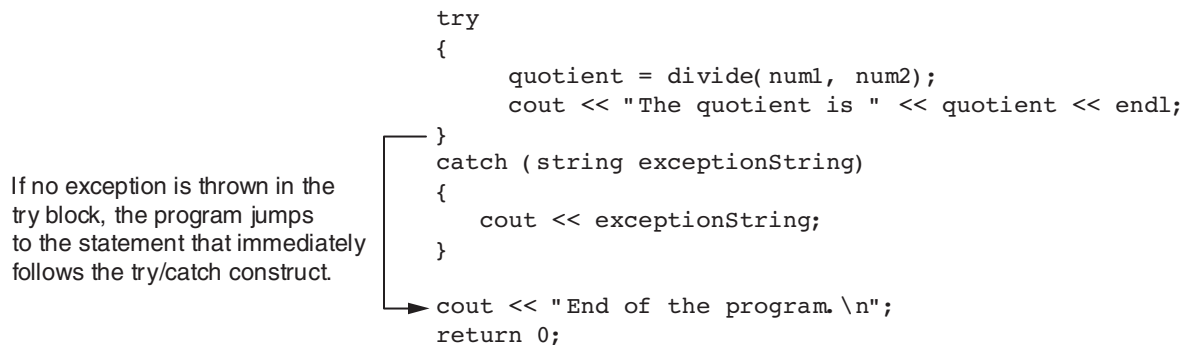 try
{
quotient = divide(num1, num2);
cout << "The quotient is " << quotient << endl;
}
catch (string exceptionString)
{
cout << exceptionString;
}
If no exception is thrown in the
try block, the program jumps
to the statement that immediately
follows the try/catch construct.
cout << "End of the program.\n";
return 0;